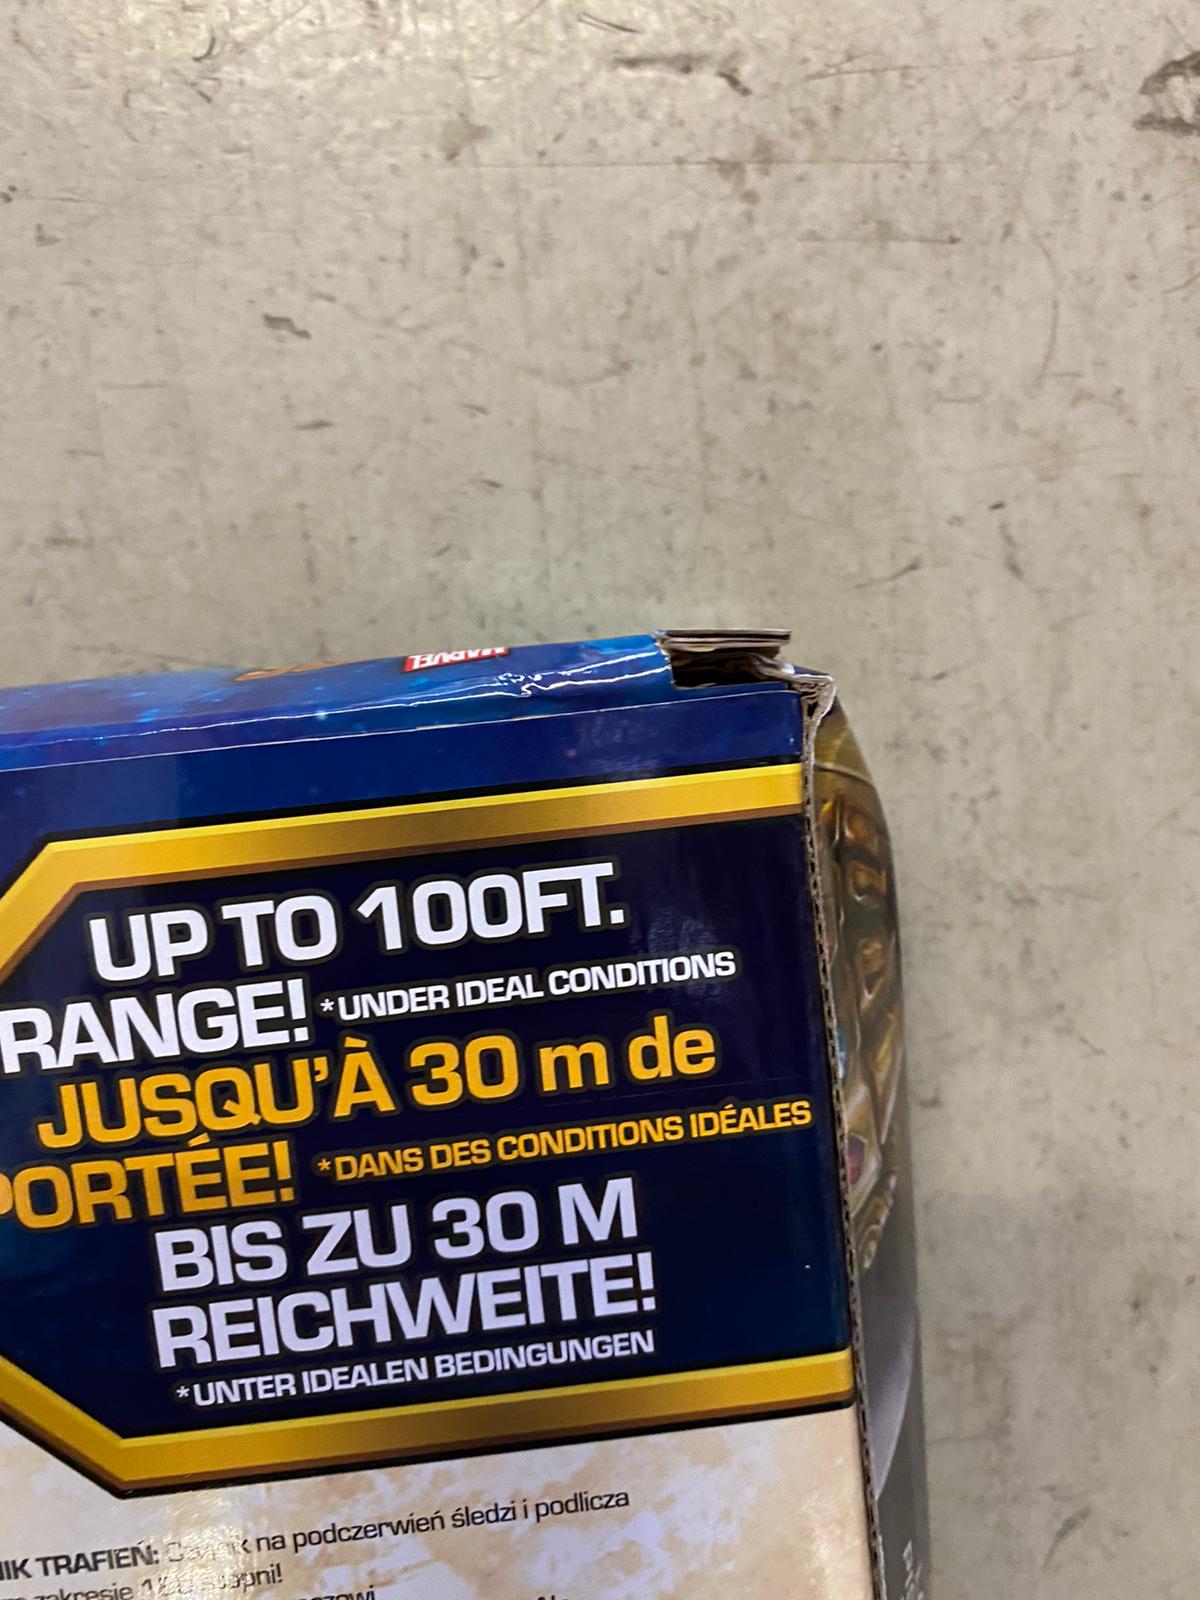 MARVEL
UP TO 100FT.
RANGE! *UNDER IDEAL CONDITIONS
JUSQU'À 30 m de
PORTÉE! *DANS DES CONDITIONS IDÉALES
BIS ZU 30 M
REICHWEITE!
*UNTER IDEALEN BEDINGUNGEN
TRAFIEŃ: na podczerwień śledzi i podlicza
zakresie